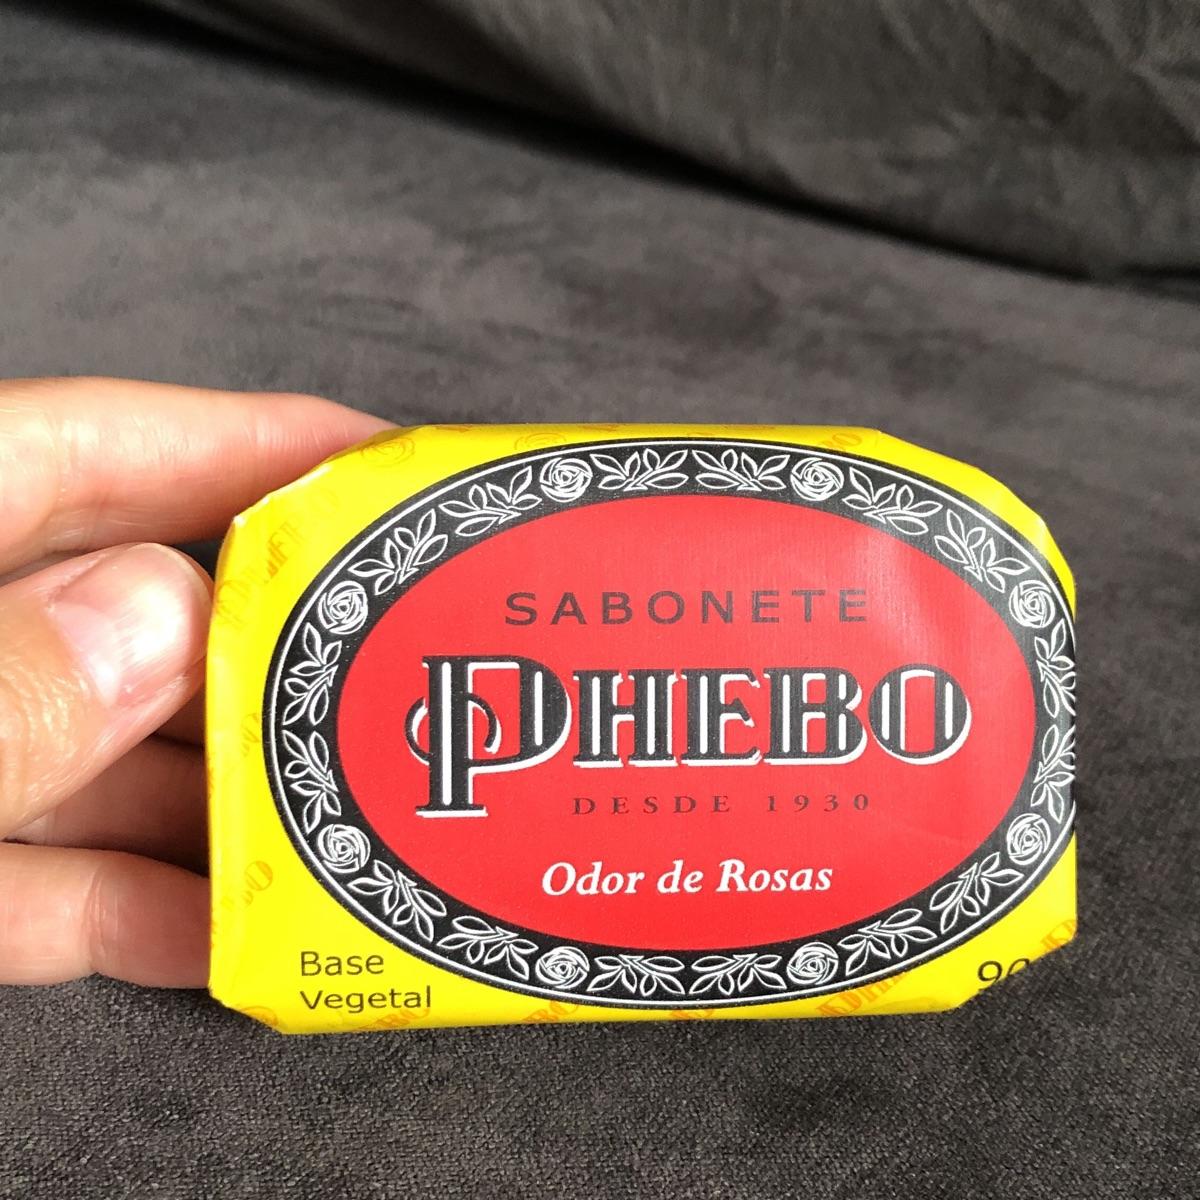 SABONETE
PHEBO
DESDE 1930
Odor de Rosas
Base
Vegetal